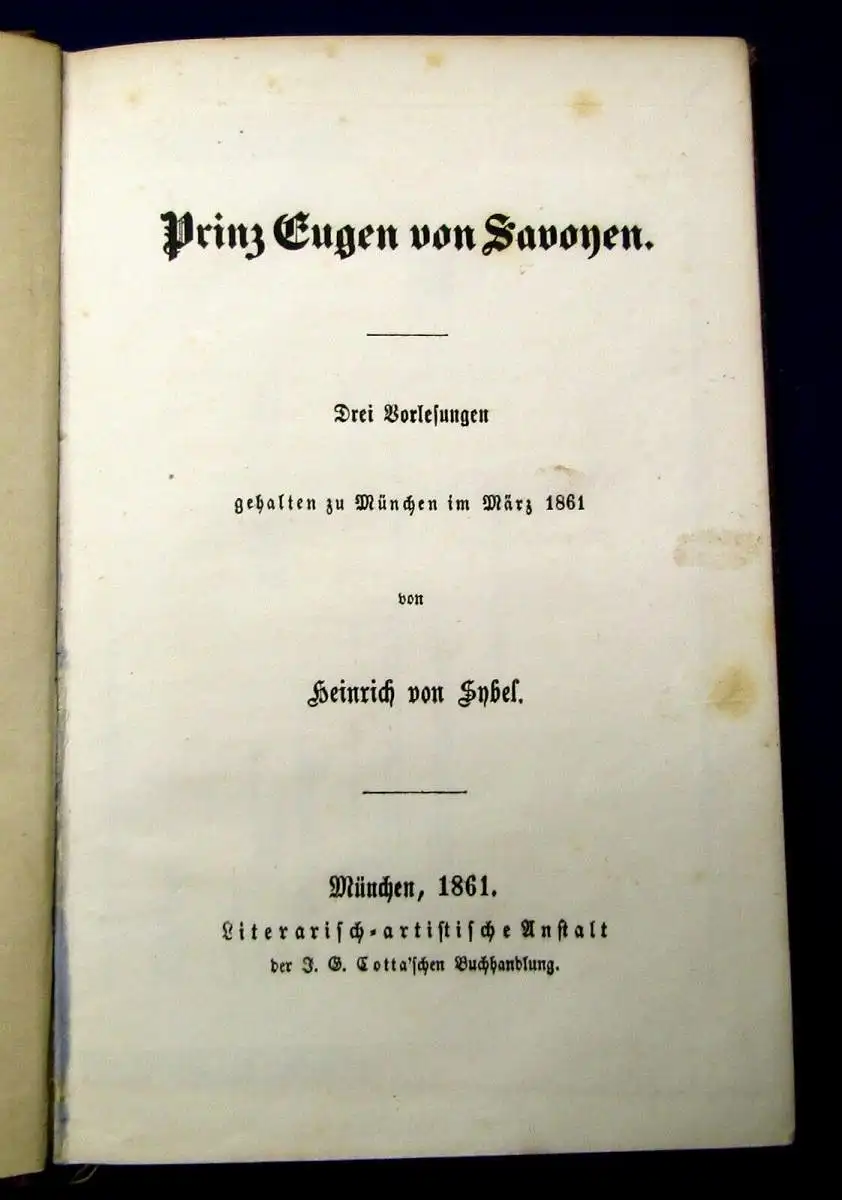 Prinz Eugen von Savoyen.
Drei Vorlesungen
gehalten zu München im März 1861
von
Heinrich von Sybel.
München, 1861.
Literarisch-artistische Anstalt
der J. G. Cotta'schen Buchhandlung.